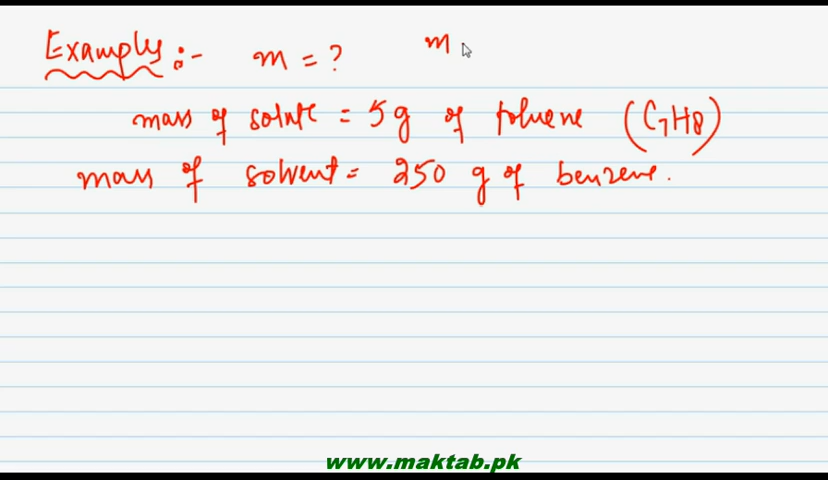 Example :- m = ? m
mass of solute = 5g of toluene (C7H8)
mass of solvent = 250 g of benzene.
www.maktab.pk